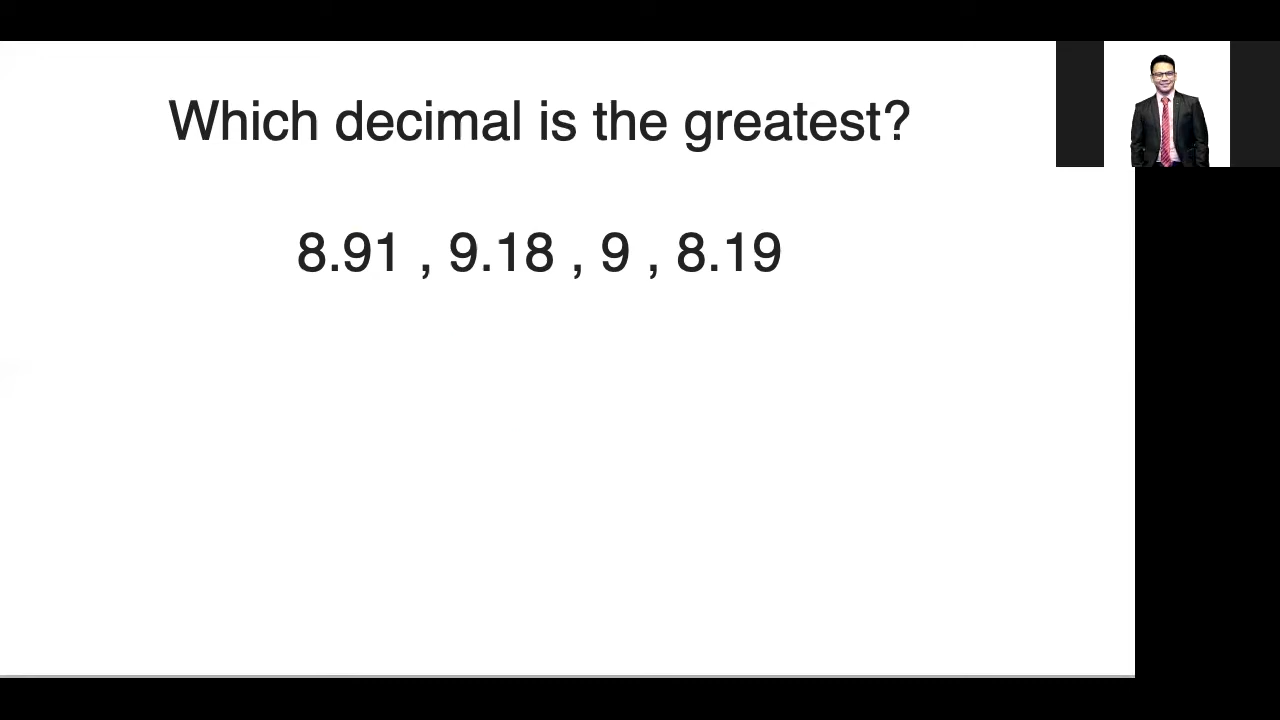 Which decimal is the greatest?
8.91 , 9.18 , 9 , 8.19